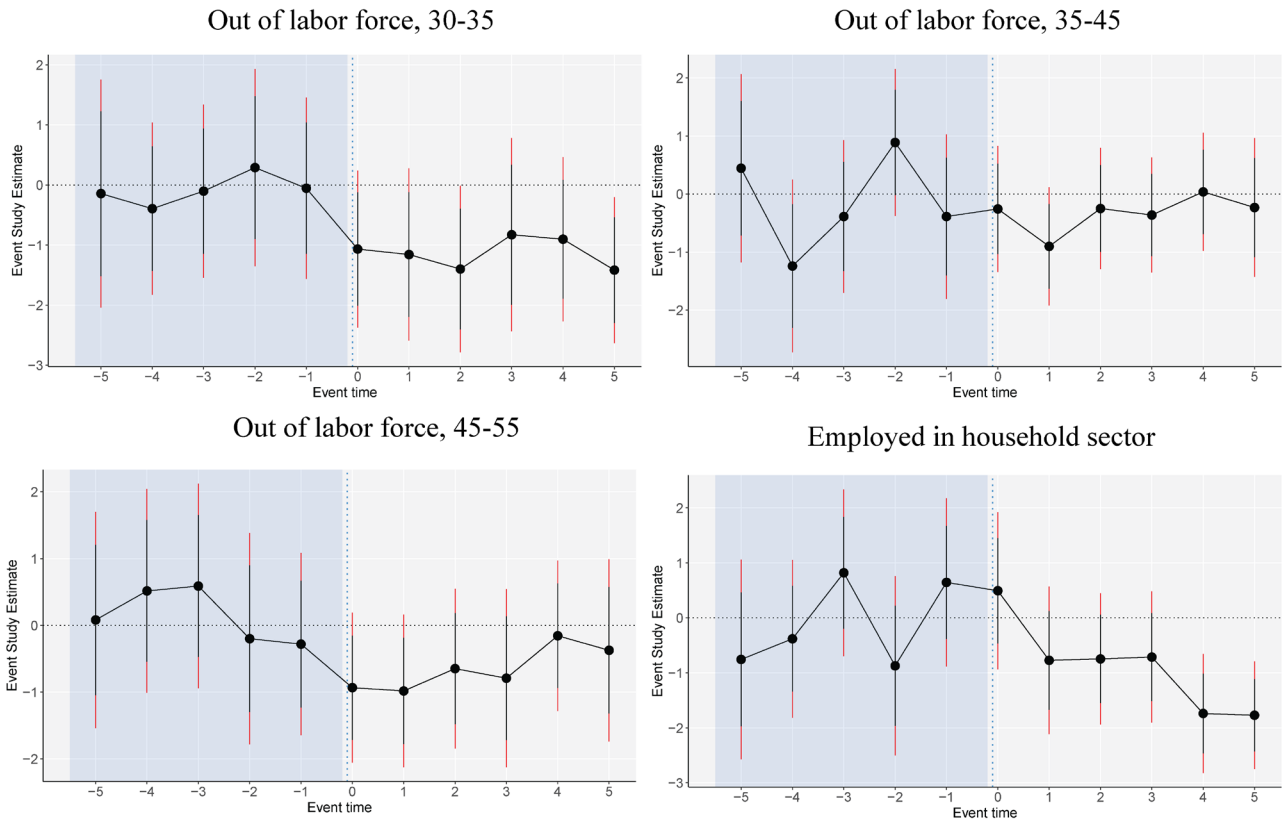 Out of labor force, 30-35
Event Study Estimate
2
1
0
−1
−2
−3
−5 −4 −3 −2 −1 0 1 2 3 4 5
Event time
Out of labor force, 35-45
Event Study Estimate
2
1
0
−1
−2
−5 −4 −3 −2 −1 0 1 2 3 4 5
Event time
Out of labor force, 45-55
Event Study Estimate
2
1
0
−1
−2
−5 −4 −3 −2 −1 0 1 2 3 4 5
Event time
Employed in household sector
Event Study Estimate
2
1
0
−1
−2
−3
−5 −4 −3 −2 −1 0 1 2 3 4 5
Event time